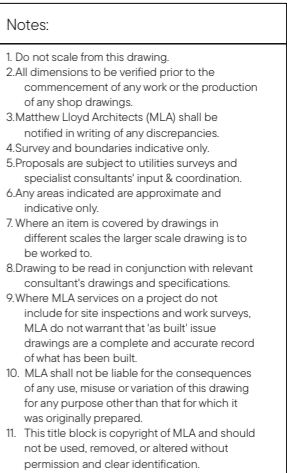 Notes:
1. Do not scale from this drawing.
2.All dimensions to be verified prior to the
commencement of any work or the production
of any shop drawings.
3.Matthew Lloyd Architects (MLA) shall be
notified in writing of any discrepancies.
4.Survey and boundaries indicative only.
5.Proposals are subject to utilities surveys and
specialist consultants' input & coordination.
6.Any areas indicated are approximate and
indicative only.
7. Where an item is covered by drawings in
different scales the larger scale drawing is to
be worked to.
8.Drawing to be read in conjunction with relevant
consultant's drawings and specifications.
9.Where MLA services on a project do not
include for site inspections and work surveys,
MLA do not warrant that 'as built' issue
drawings are a complete and accurate record
of what has been built.
10. MLA shall not be liable for the consequences
of any use, misuse or variation of this drawing
for any purpose other than that for which it
was originally prepared.
11. This title block is copyright of MLA and should
not be used, removed, or altered without
permission and clear identification.